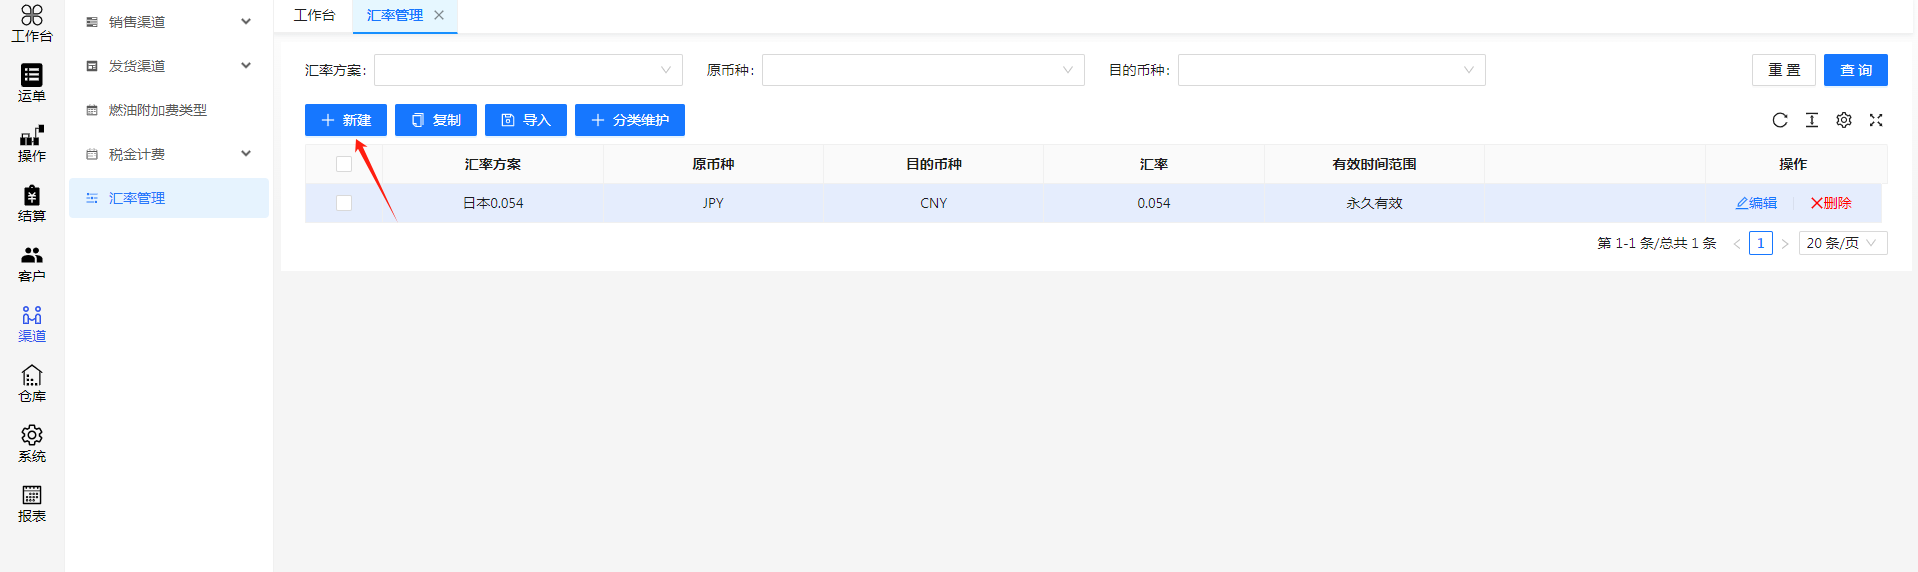 工作台
运单
操作
结算
客户
渠道
仓库
系统
报表
销售渠道
发货渠道
燃油附加费类型
税金计费
汇率管理
工作台 汇率管理
汇率方案: 原币种: 目的币种: 重置 查询
新建 复制 导入 分类维护
汇率方案 原币种 目的币种 汇率 有效时间范围 操作
日本0.054 JPY CNY 0.054 永久有效 编辑 删除
第 1-1 条/总共 1 条 1 20 条/页